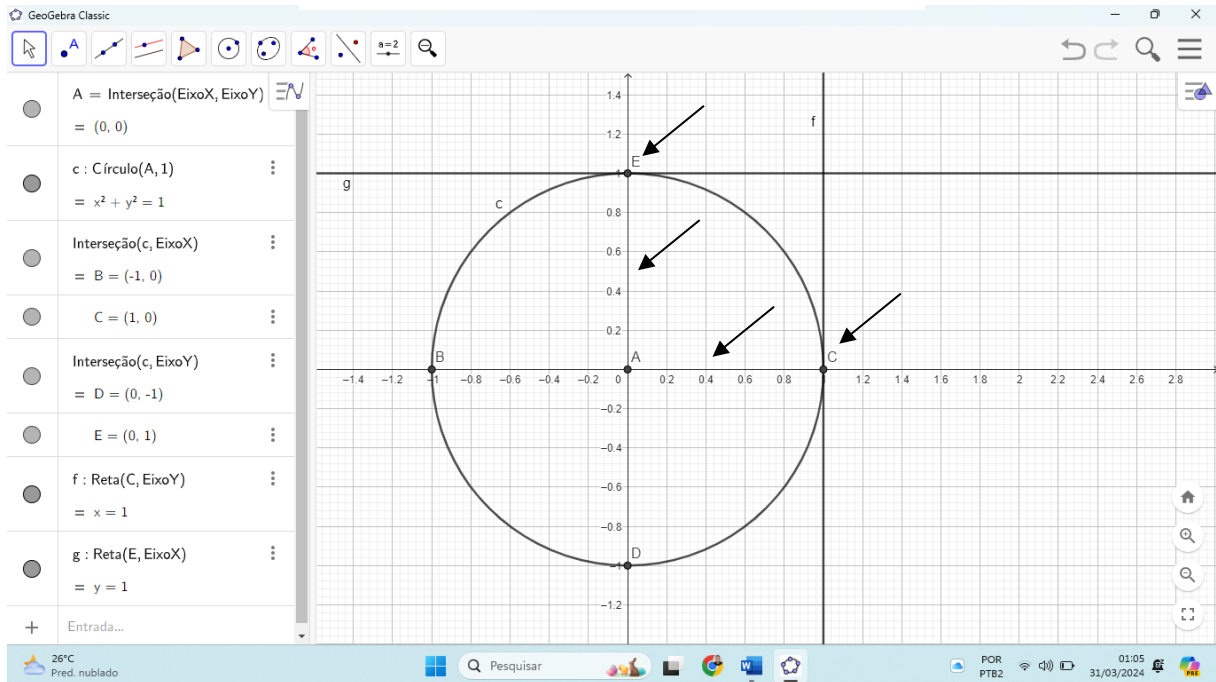 GeoGebra Classic
A
a=2
A = Interseção(EixoX, EixoY)
= (0, 0)
c : Círculo(A, 1)
= x² + y² = 1
Interseção(c, EixoX)
= B = (-1, 0)
C = (1, 0)
Interseção(c, EixoY)
= D = (0, -1)
E = (0, 1)
f : Reta(C, EixoY)
= x = 1
g : Reta(E, EixoX)
= y = 1
+ Entrada...
1.4
f
1.2
E
1
g
c
0.8
0.6
0.4
0.2
B A C
–1.4 –1.2 –1 –0.8 –0.6 –0.4 –0.2 0 0.2 0.4 0.6 0.8 1 1.2 1.4 1.6 1.8 2 2.2 2.4 2.6 2.8
–0.2
–0.4
–0.6
–0.8
D
–1
–1.2
26°C
Pred. nublado
Pesquisar
POR
PTB2
01:05
31/03/2024
PRE